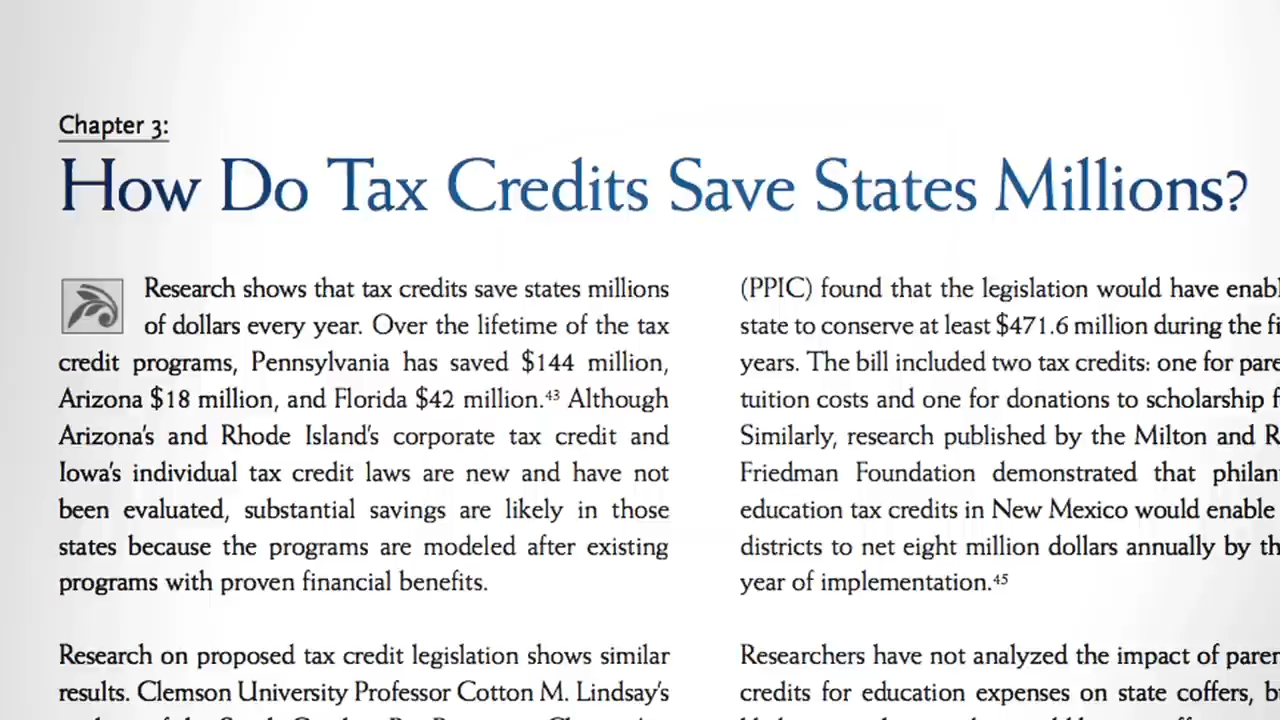 Chapter 3:
How Do Tax Credits Save States Millions?
Research shows that tax credits save states millions
of dollars every year. Over the lifetime of the tax
credit programs, Pennsylvania has saved $144 million,
Arizona $18 million, and Florida $42 million.43 Although
Arizona's and Rhode Island's corporate tax credit and
Iowa's individual tax credit laws are new and have not
been evaluated, substantial savings are likely in those
states because the programs are modeled after existing
programs with proven financial benefits.
Research on proposed tax credit legislation shows similar
results. Clemson University Professor Cotton M. Lindsay's
(PPIC) found that the legislation would have
state to conserve at least $471.6 million during the
years. The bill included two tax credits: one for
tuition costs and one for donations to scholarship
Similarly, research published by the Milton and
Friedman Foundation demonstrated that
education tax credits in New Mexico would enable
districts to net eight million dollars annually by
year of implementation.45
Researchers have not analyzed the impact of
credits for education expenses on state coffers,